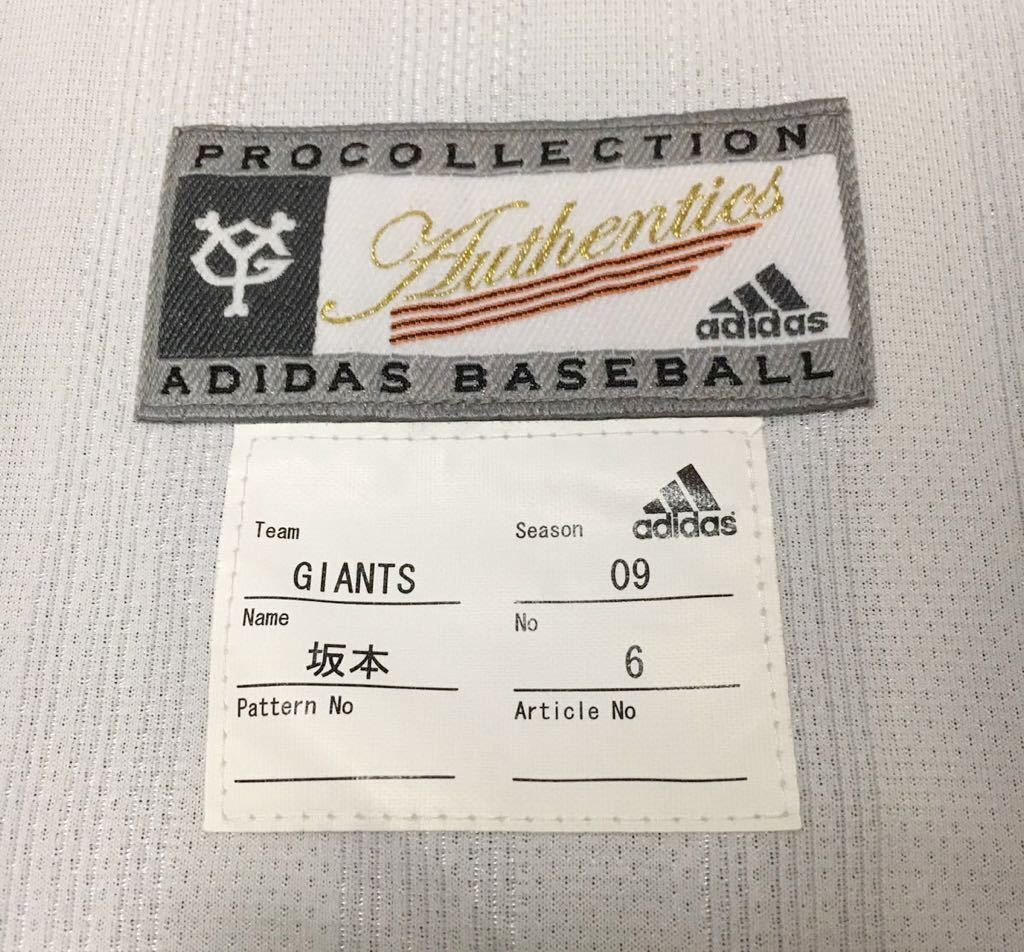 PROCOLLECTION
YG
Authentics
adidas
ADIDAS BASEBALL
adidas
Team Season
GIANTS 09
Name No
坂本 6
Pattern No Article No